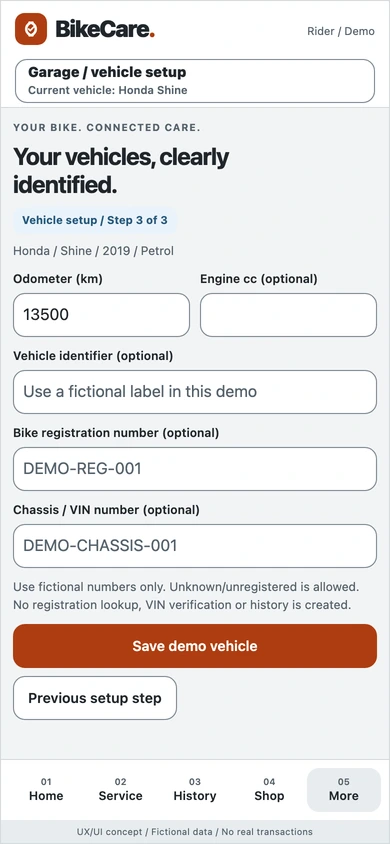 BikeCare.
Rider / Demo
Garage / vehicle setup
Current vehicle: Honda Shine
YOUR BIKE. CONNECTED CARE.
Your vehicles, clearly
identified.
Vehicle setup / Step 3 of 3
Honda / Shine / 2019 / Petrol
Odometer (km) Engine cc (optional)
13500
Vehicle identifier (optional)
Use a fictional label in this demo
Bike registration number (optional)
DEMO-REG-001
Chassis / VIN number (optional)
DEMO-CHASSIS-001
Use fictional numbers only. Unknown/unregistered is allowed.
No registration lookup, VIN verification or history is created.
Save demo vehicle
Previous setup step
01 02 03 04 05
Home Service History Shop More
UX/UI concept / Fictional data / No real transactions